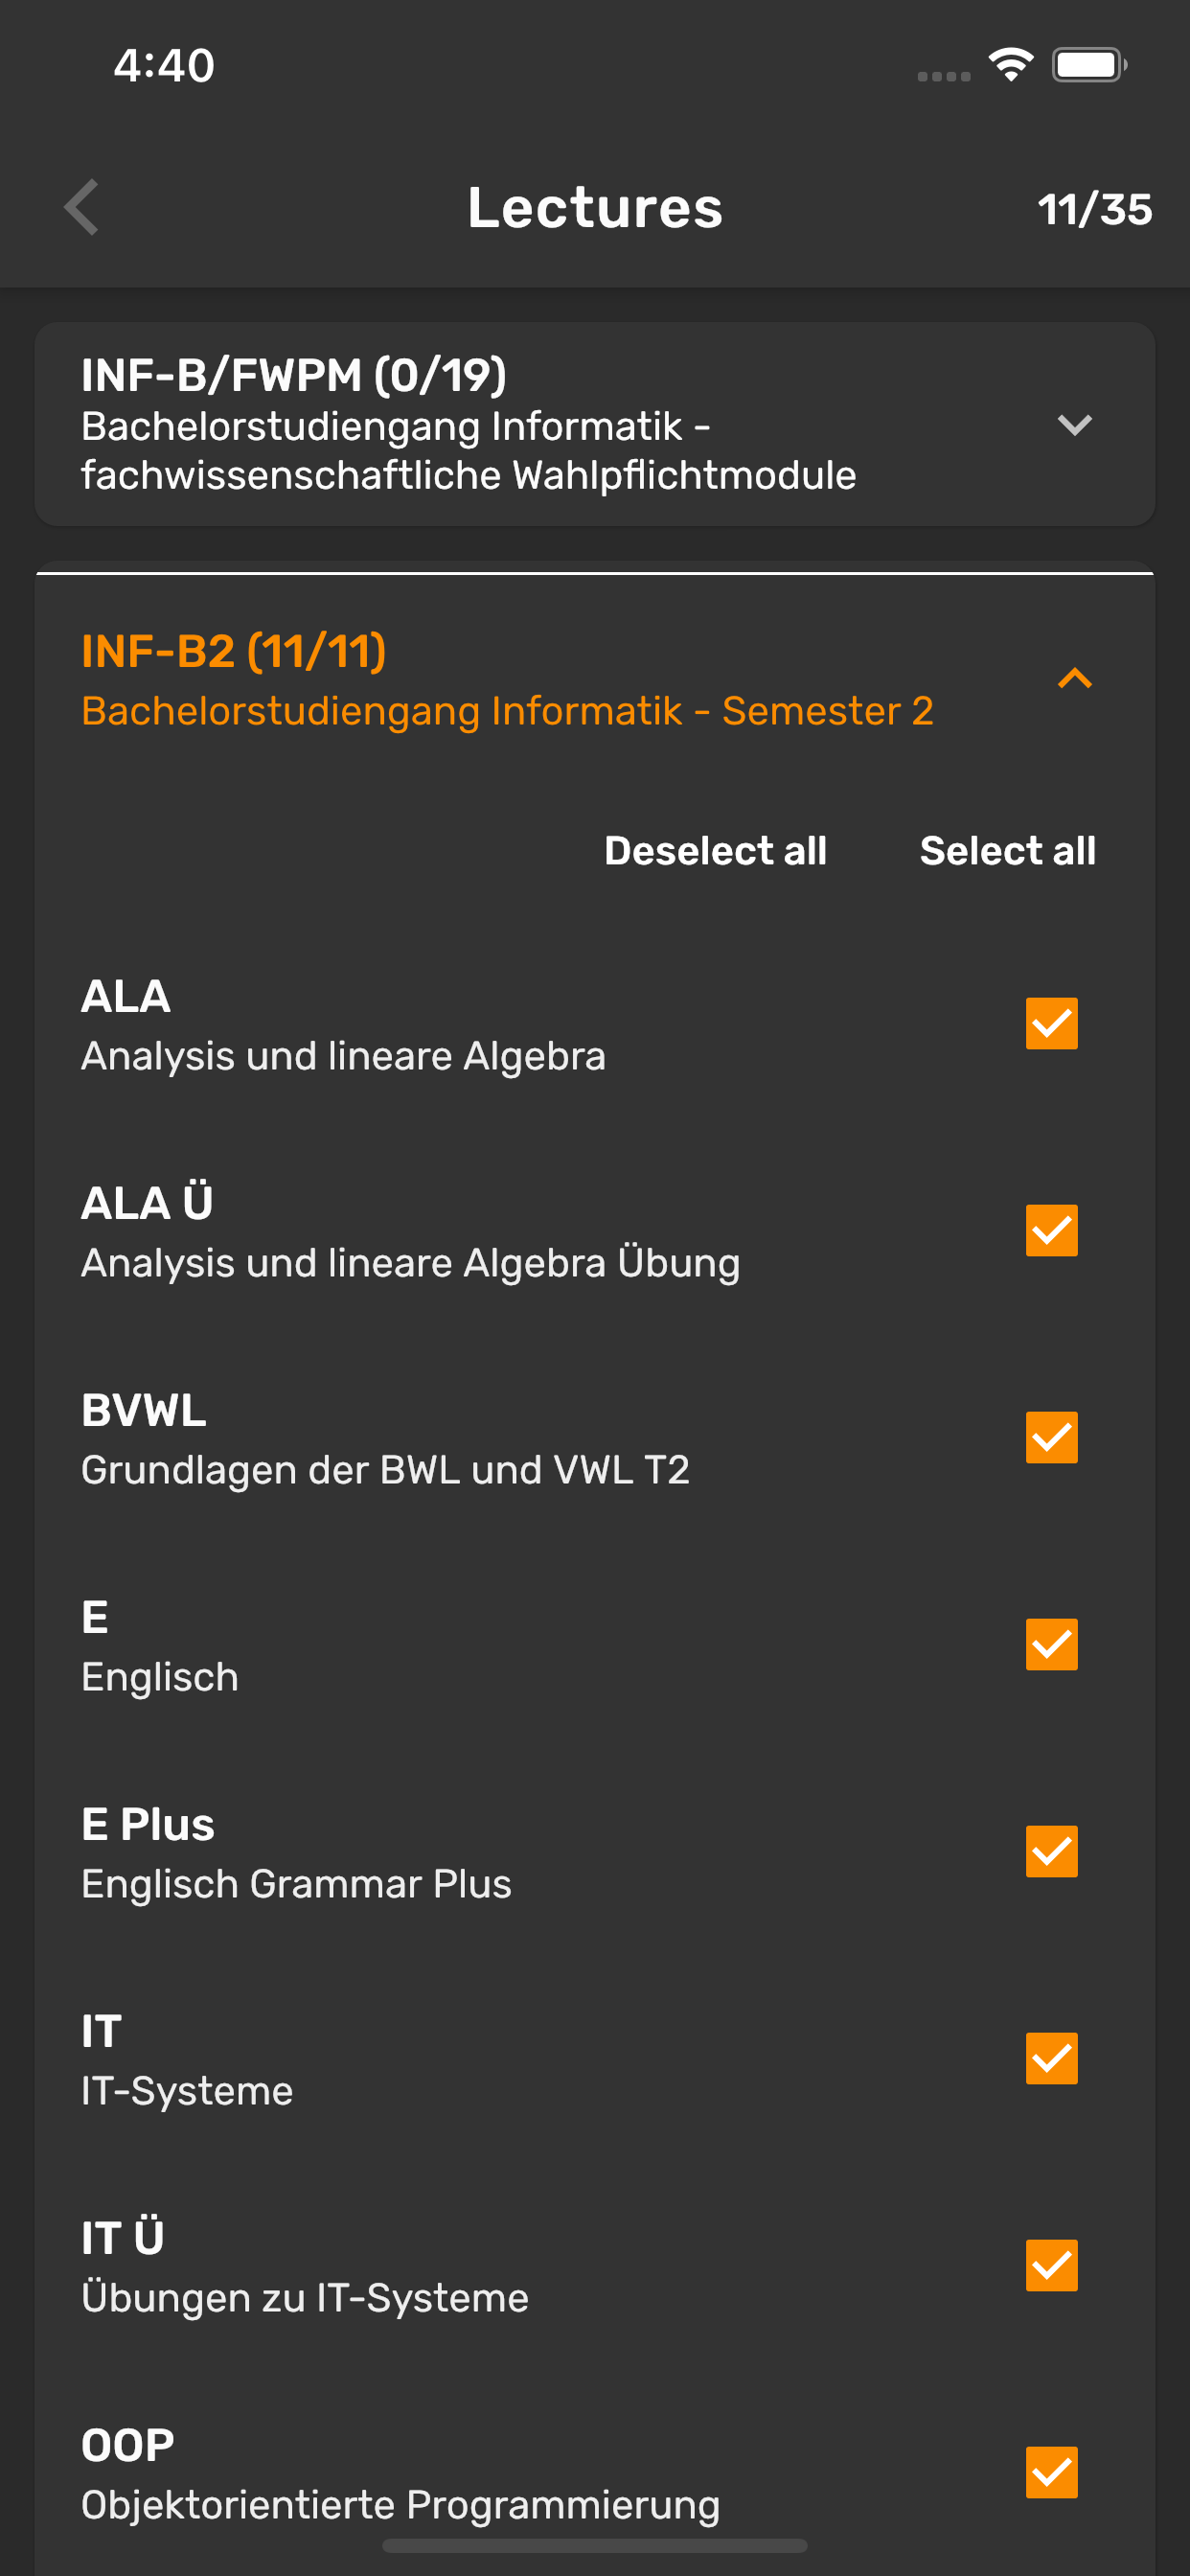 4:40
Lectures
11/35
INF-B/FWPM (0/19)
Bachelorstudiengang Informatik -
fachwissenschaftliche Wahlpflichtmodule
INF-B2 (11/11)
Bachelorstudiengang Informatik - Semester 2
Deselect all
Select all
ALA
Analysis und lineare Algebra
ALA Ü
Analysis und lineare Algebra Übung
BVWL
Grundlagen der BWL und VWL T2
E
Englisch
E Plus
Englisch Grammar Plus
IT
IT-Systeme
IT Ü
Übungen zu IT-Systeme
OOP
Objektorientierte Programmierung